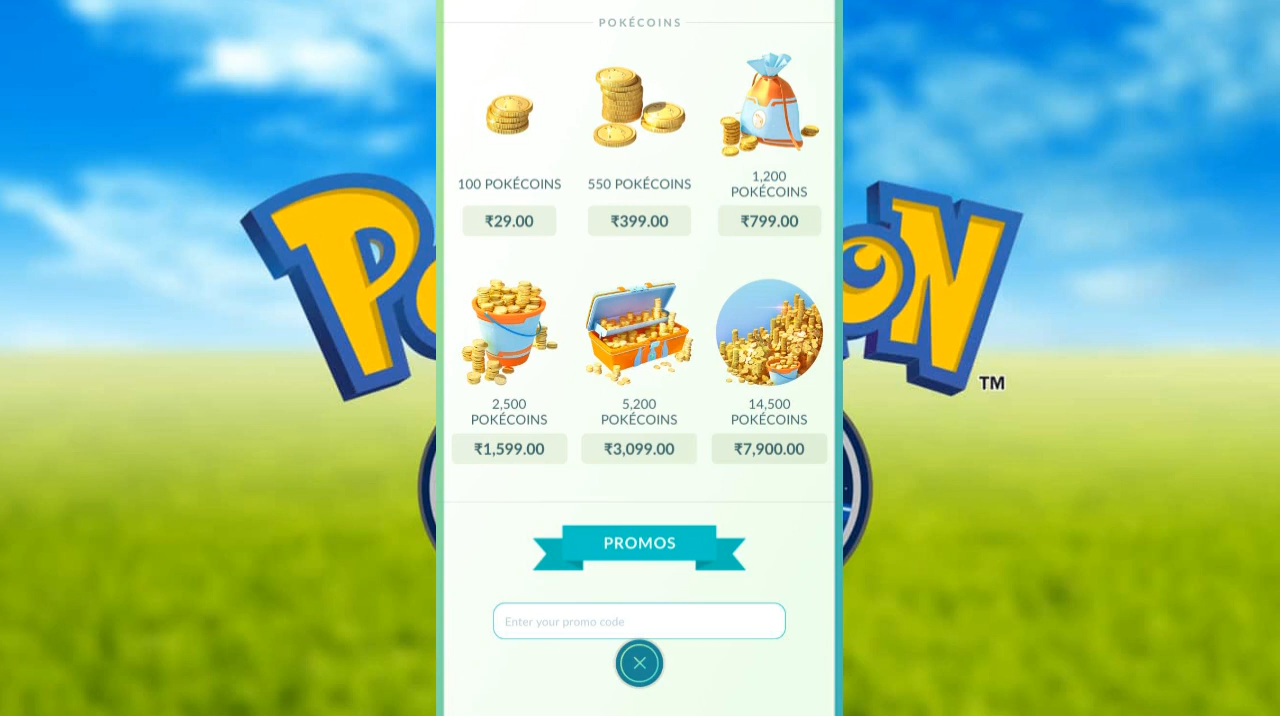 POKÉCOINS
100 POKÉCOINS
550 POKÉCOINS
1,200
POKÉCOINS
₹29.00
₹399.00
₹799.00
2,500
POKÉCOINS
5,200
POKÉCOINS
14,500
POKÉCOINS
₹1,599.00
₹3,099.00
₹7,900.00
PROMOS
Enter your promo code
TM